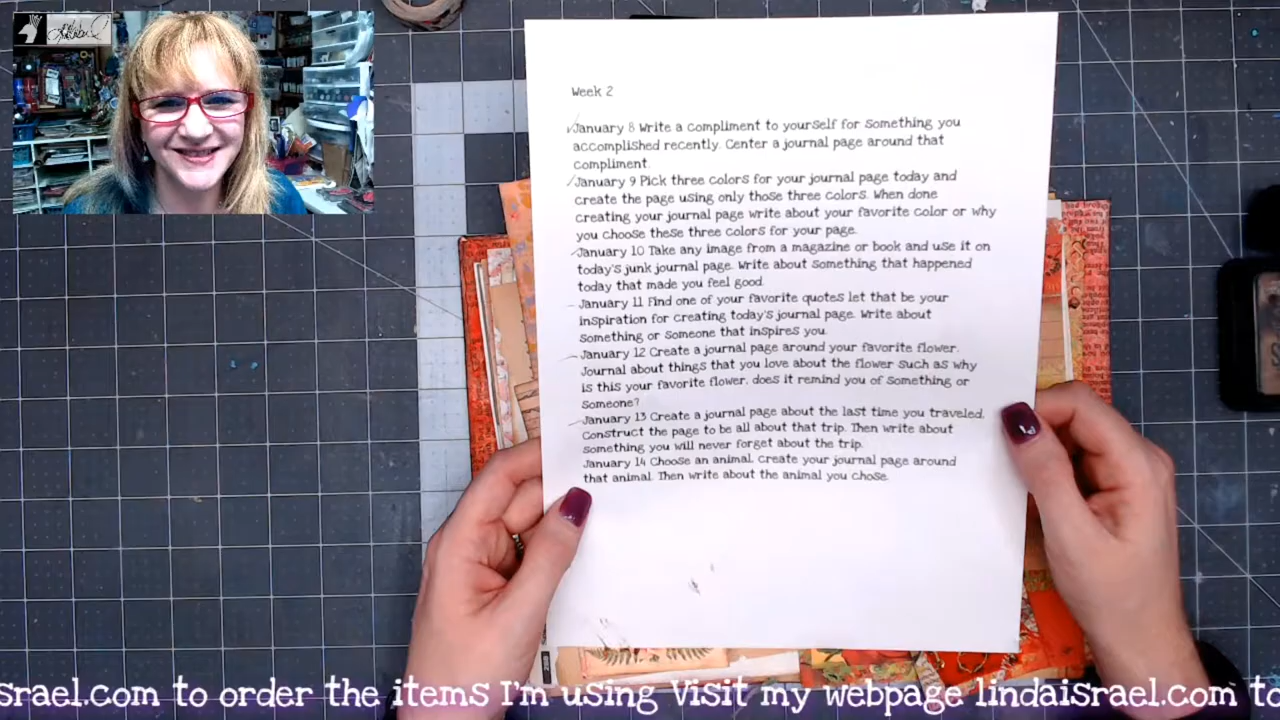 Week 2
January 8 Write a compliment to yourself for something you
accomplished recently. Center a journal page around that
compliment.
January 9 Pick three colors for your journal page today and
create the page using only those three colors. When done
creating your journal page write about your favorite color or why
you choose these three colors for your page.
January 10 Take any image from a magazine or book and use it on
today's junk journal page. Write about something that happened
today that made you feel good.
January 11 Find one of your favorite quotes let that be your
inspiration for creating today's journal page. Write about
something or someone that inspires you.
January 12 Create a journal page around your favorite flower.
Journal about things that you love about the flower such as why
is this your favorite flower, does it remind you of something or
someone?
January 13 Create a journal page about the last time you traveled.
Construct the page to be all about that trip. Then write about
something you will never forget about the trip.
January 14 Choose an animal. Create your journal page around
that animal. Then write about the animal you chose.
srael.com to order the items I'm using Visit my webpage lindaisrael.com to